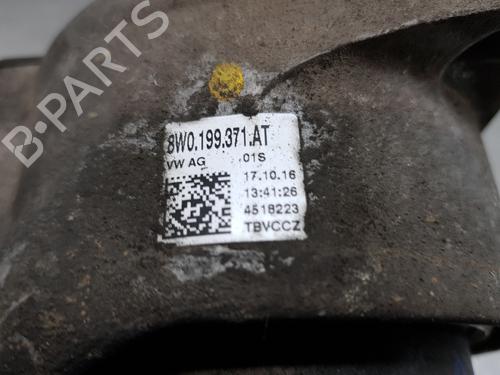 B-PARTS
8W0.199.371.AT
VW AG 01S
17.10.16
13:41:26
4518223
TBVCCZ